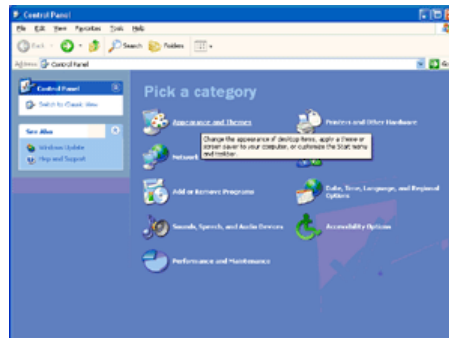 Control Panel
File Edit View Favorites Tools Help
Back Search Folders
Address Control Panel Go
Control Panel
Switch to Classic View
See Also
Windows Update
Help and Support
Pick a category
Appearance and Themes
Printers and Other Hardware
Change the appearance of desktop items, apply a theme or
screen saver to your computer, or customize the Start menu
and taskbar.
Network
Add or Remove Programs
Date, Time, Language, and Regional
Options
Sounds, Speech, and Audio Devices
Accessibility Options
Performance and Maintenance